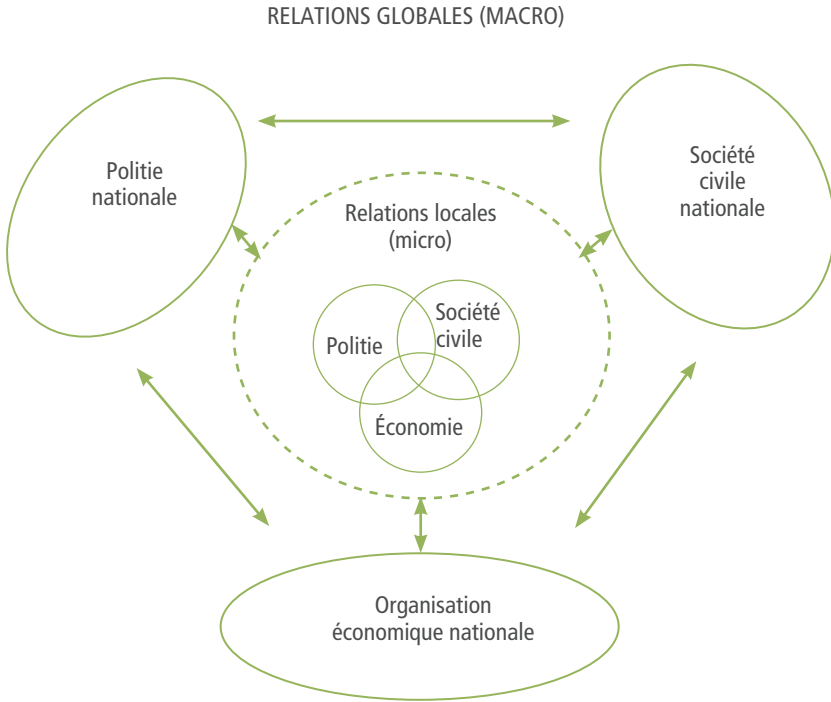 RELATIONS GLOBALES (MACRO)
Politie
nationale
Société
civile
nationale
Relations locales
(micro)
Politie
Société
civile
Économie
Organisation
économique nationale